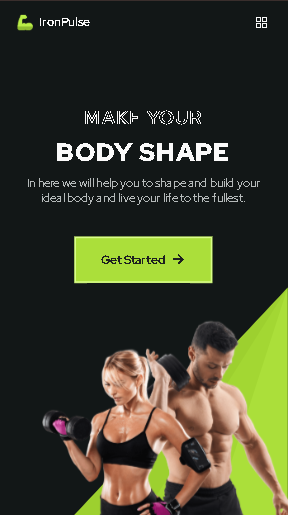 IronPulse
MAKE YOUR
BODY SHAPE
In here we will help you to shape and build your
ideal body and live your life to the fullest.
Get Started